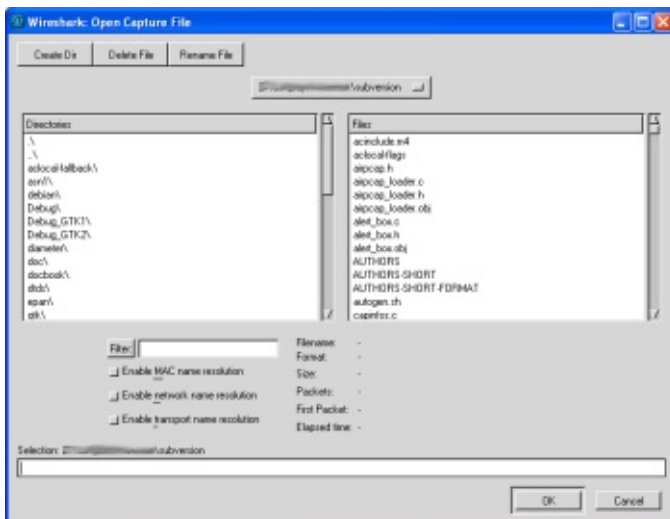 Wireshark: Open Capture File
Create Dir Delete File Rename File
\subversion
Directories
.\
..\
aclocal-fallback\
asn1\
debian\
Debug\
Debug_GTK1\
Debug_GTK2\
diameter\
doc\
docbook\
dtds\
epan\
gtk\
Files
acinclude.m4
aclocal-flags
airpcap.h
airpcap_loader.c
airpcap_loader.h
airpcap_loader.obj
alert_box.c
alert_box.h
alert_box.obj
AUTHORS
AUTHORS-SHORT
AUTHORS-SHORT-FORMAT
autogen.sh
capinfos.c
Filter:
Enable MAC name resolution
Enable network name resolution
Enable transport name resolution
Filename: -
Format: -
Size: -
Packets: -
First Packet: -
Elapsed time: -
Selection: \subversion
OK Cancel